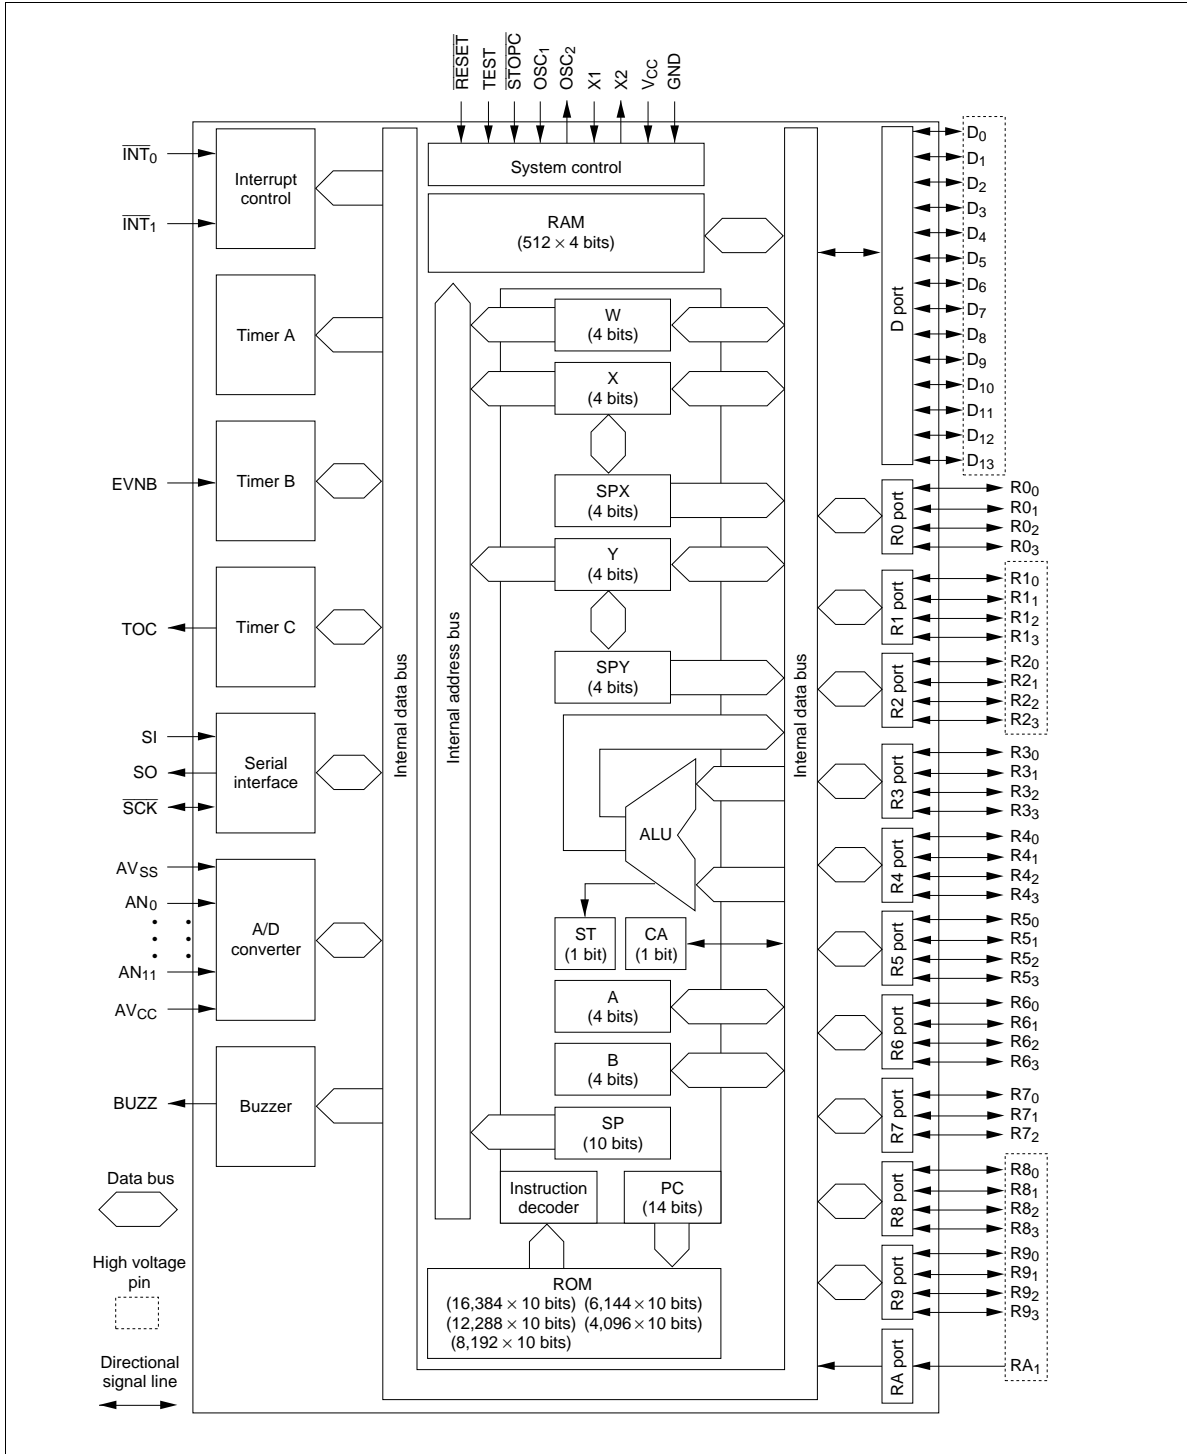 RESET
TEST
STOPC
OSC1
OSC2
X1
X2
VCC
GND
INT0
INT1
Interrupt
control
Timer A
EVNB
Timer B
TOC
Timer C
SI
SO
SCK
Serial
interface
AVSS
AN0
AN11
AVCC
A/D
converter
BUZZ
Buzzer
Data bus
High voltage
pin
Directional
signal line
Internal data bus
Internal address bus
System control
RAM
(512 × 4 bits)
W
(4 bits)
X
(4 bits)
SPX
(4 bits)
Y
(4 bits)
SPY
(4 bits)
ALU
ST
(1 bit)
CA
(1 bit)
A
(4 bits)
B
(4 bits)
SP
(10 bits)
Instruction
decoder
PC
(14 bits)
ROM
(16,384 × 10 bits) (6,144 × 10 bits)
(12,288 × 10 bits) (4,096 × 10 bits)
(8,192 × 10 bits)
Internal data bus
D port
D0
D1
D2
D3
D4
D5
D6
D7
D8
D9
D10
D11
D12
D13
R0 port
R00
R01
R02
R03
R1 port
R10
R11
R12
R13
R2 port
R20
R21
R22
R23
R3 port
R30
R31
R32
R33
R4 port
R40
R41
R42
R43
R5 port
R50
R51
R52
R53
R6 port
R60
R61
R62
R63
R7 port
R70
R71
R72
R8 port
R80
R81
R82
R83
R9 port
R90
R91
R92
R93
RA port
RA1